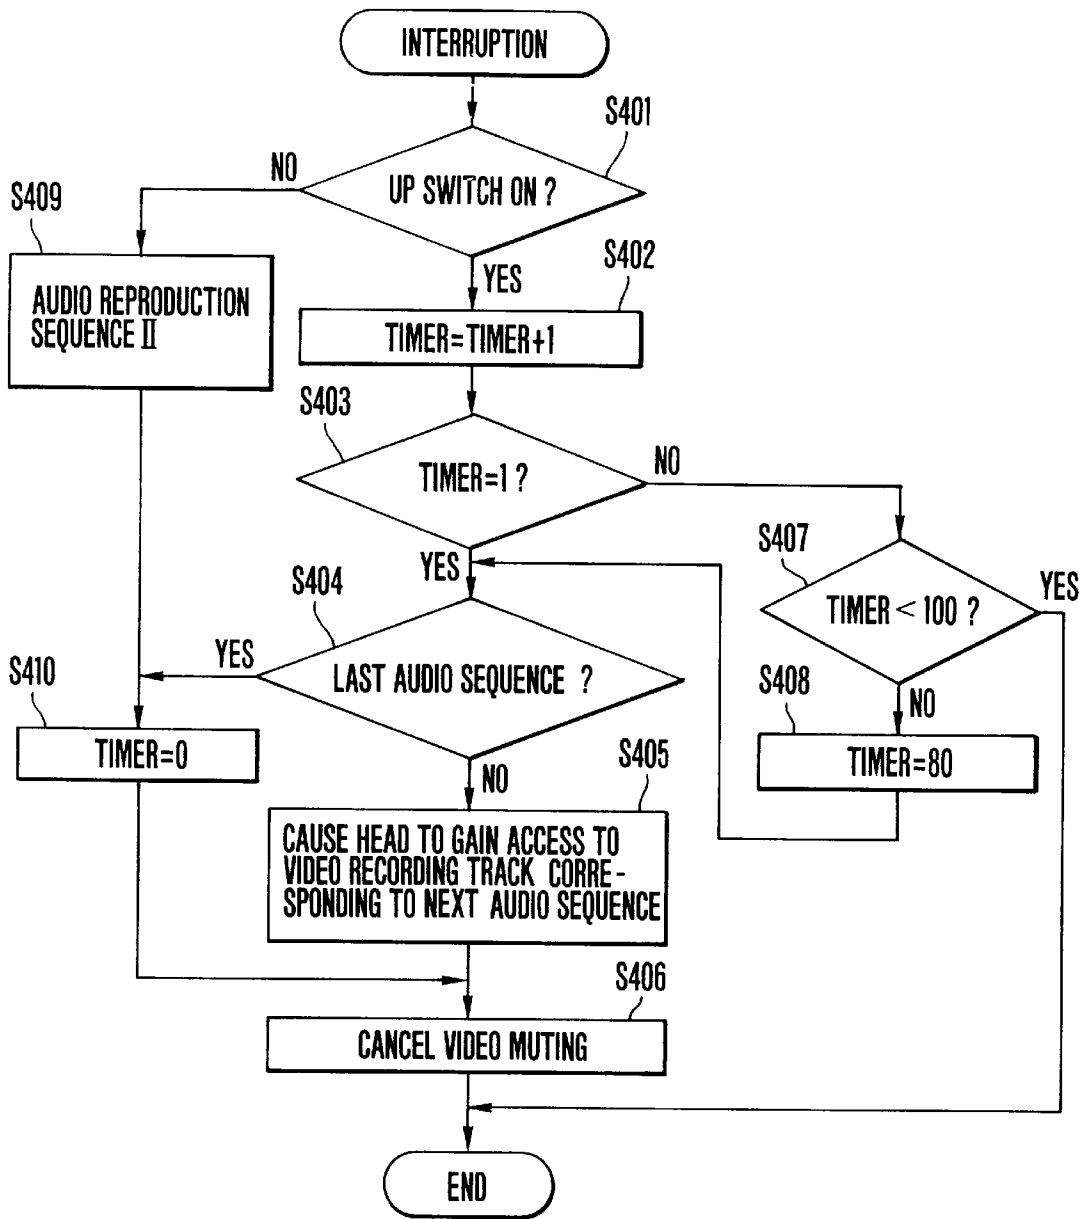 INTERRUPTION
S401
NO
UP SWITCH ON ?
S409
YES
S402
AUDIO REPRODUCTION
SEQUENCE II
TIMER=TIMER+1
S403
TIMER=1 ?
NO
S407
YES
YES
TIMER < 100 ?
S404
YES
LAST AUDIO SEQUENCE ?
S410
S408
NO
TIMER=0
TIMER=80
NO
S405
CAUSE HEAD TO GAIN ACCESS TO
VIDEO RECORDING TRACK CORRE-
SPONDING TO NEXT AUDIO SEQUENCE
S406
CANCEL VIDEO MUTING
END